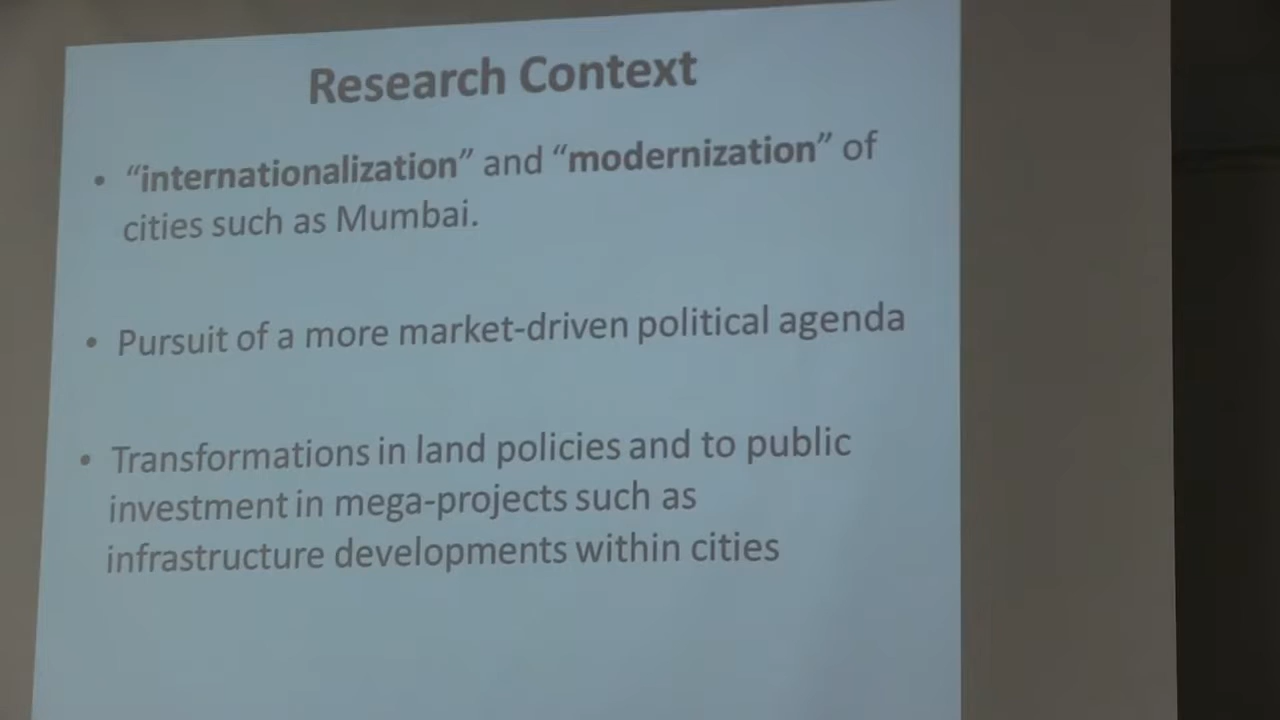 Research Context
• “internationalization” and “modernization” of
cities such as Mumbai.
• Pursuit of a more market-driven political agenda
• Transformations in land policies and to public
investment in mega-projects such as
infrastructure developments within cities